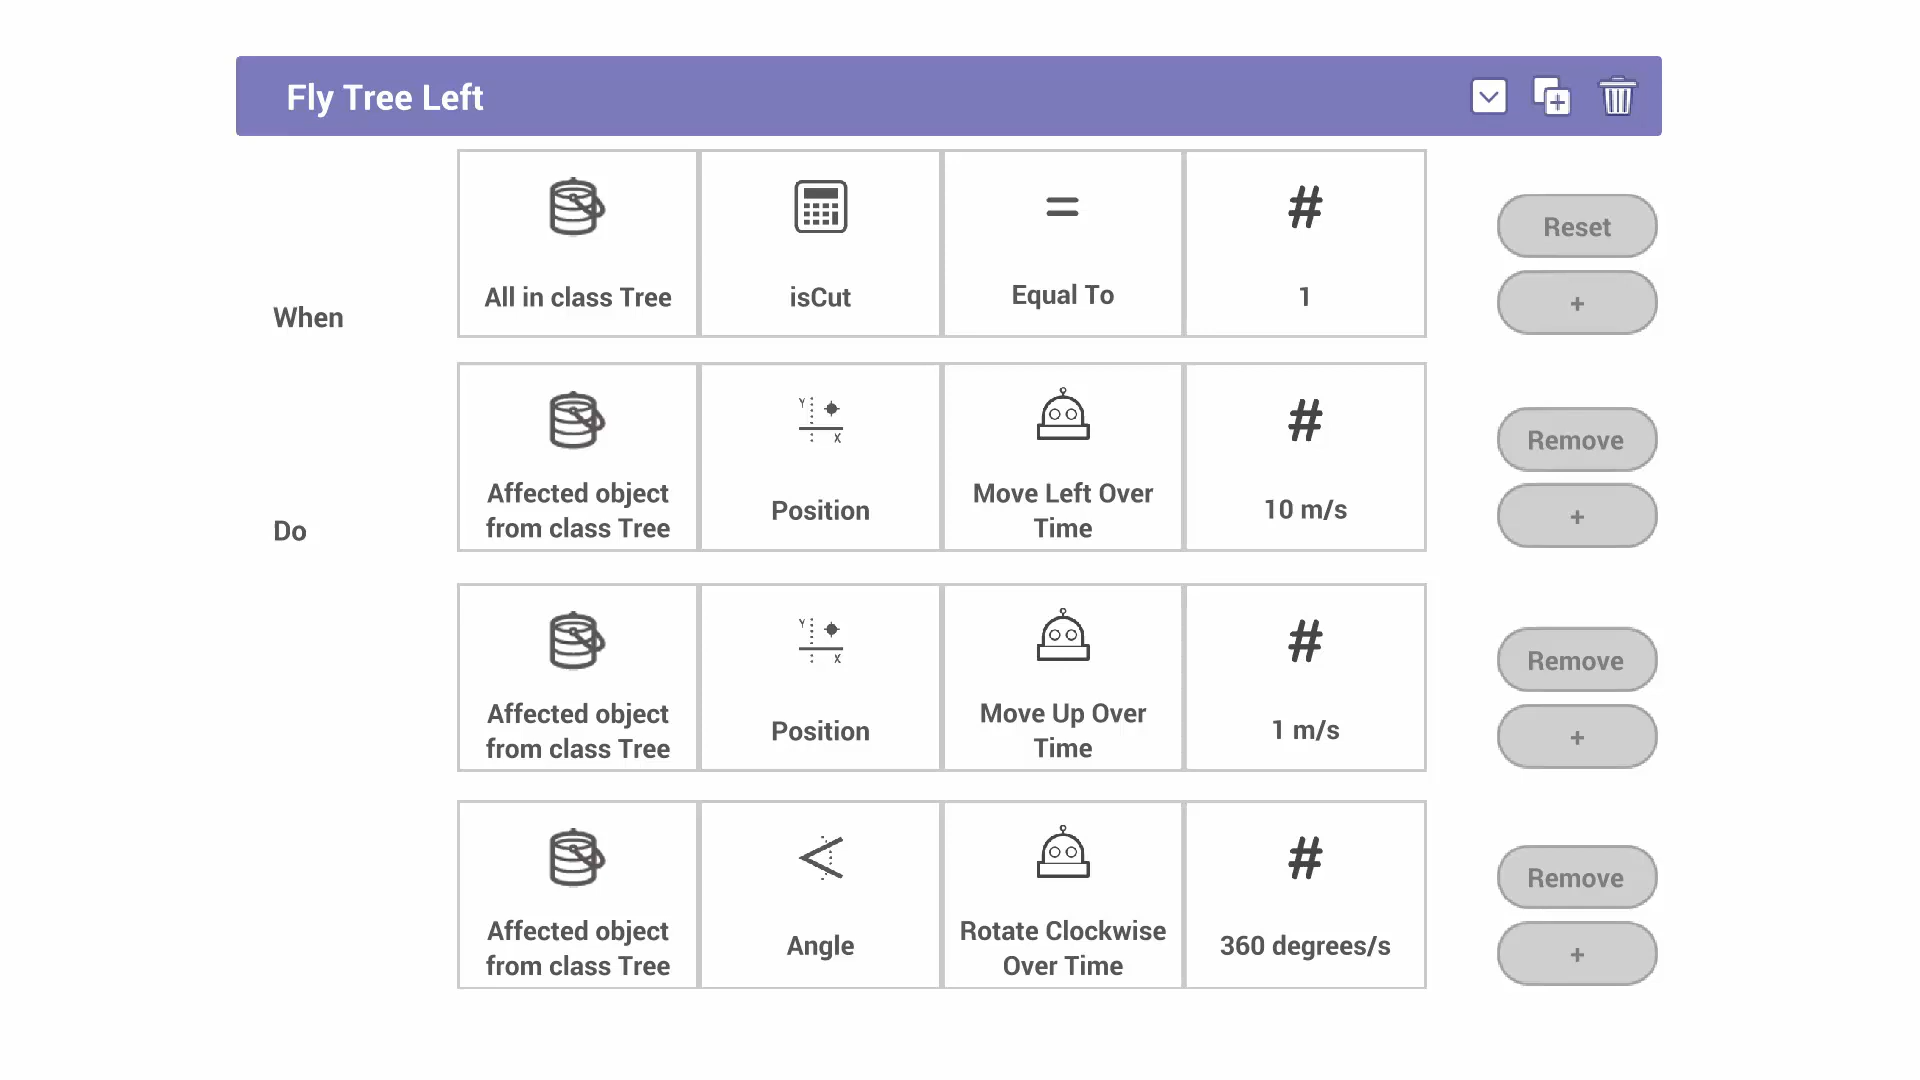 Fly Tree Left
When
All in class Tree
isCut
=
Equal To
#
1
Reset
+
Do
Affected object
from class Tree
Y
X
Position
Move Left Over
Time
#
10 m/s
Remove
+
Affected object
from class Tree
Y
X
Position
Move Up Over
Time
#
1 m/s
Remove
+
Affected object
from class Tree
Angle
Rotate Clockwise
Over Time
#
360 degrees/s
Remove
+